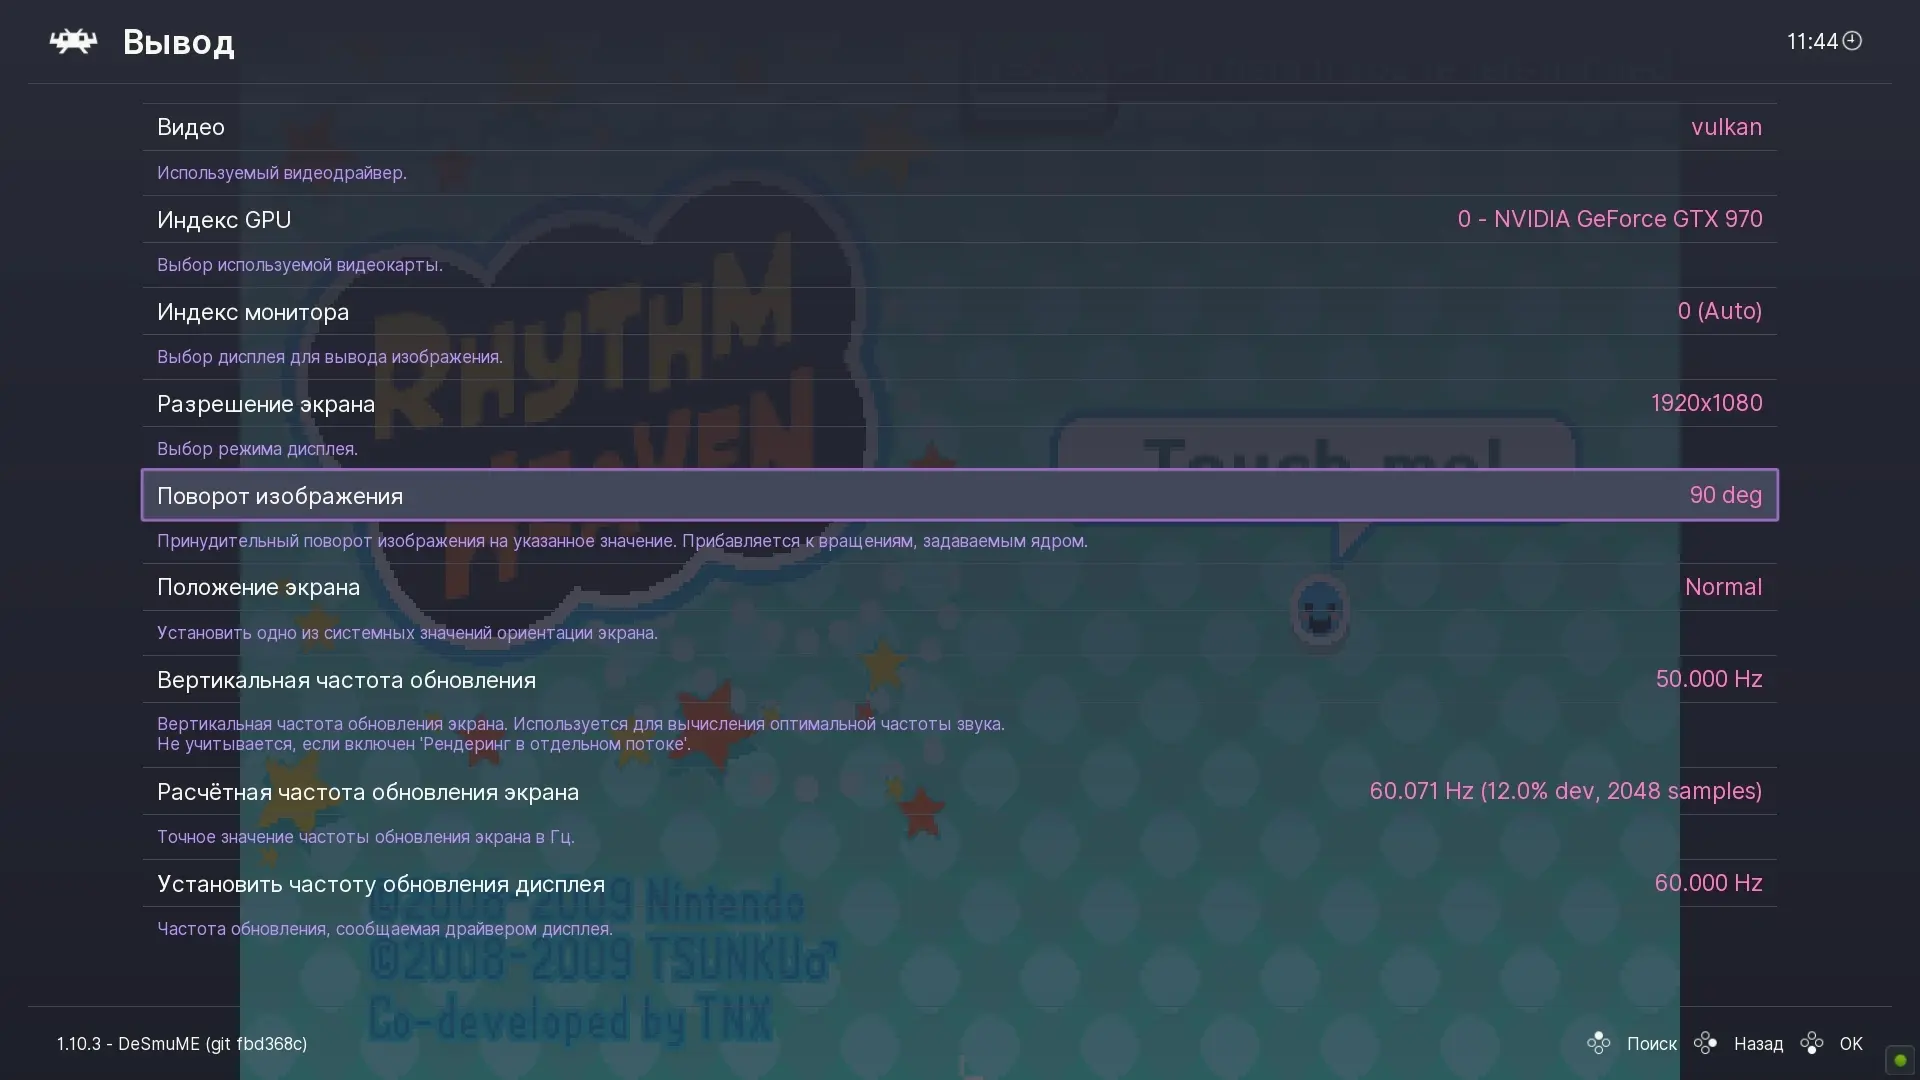 Вывод
11:44
Видео
vulkan
Используемый видеодрайвер.
Индекс GPU
0 - NVIDIA GeForce GTX 970
Выбор используемой видеокарты.
Индекс монитора
0 (Auto)
Выбор дисплея для вывода изображения.
Разрешение экрана
1920x1080
Выбор режима дисплея.
Поворот изображения
90 deg
Принудительный поворот изображения на указанное значение. Прибавляется к вращениям, задаваемым ядром.
Положение экрана
Normal
Установить одно из системных значений ориентации экрана.
Вертикальная частота обновления
50.000 Hz
Вертикальная частота обновления экрана. Используется для вычисления оптимальной частоты звука.
Не учитывается, если включен 'Рендеринг в отдельном потоке'.
Расчётная частота обновления экрана
60.071 Hz (12.0% dev, 2048 samples)
Точное значение частоты обновления экрана в Гц.
Установить частоту обновления дисплея
60.000 Hz
Частота обновления, сообщаемая драйвером дисплея.
RHYTHM
HEAVEN
Touch me!
©2008-2009 Nintendo
©2008-2009 TSUNKU♂
Co-developed by TNX
1.10.3 - DeSmuME (git fbd368c)
Поиск
Назад
OK